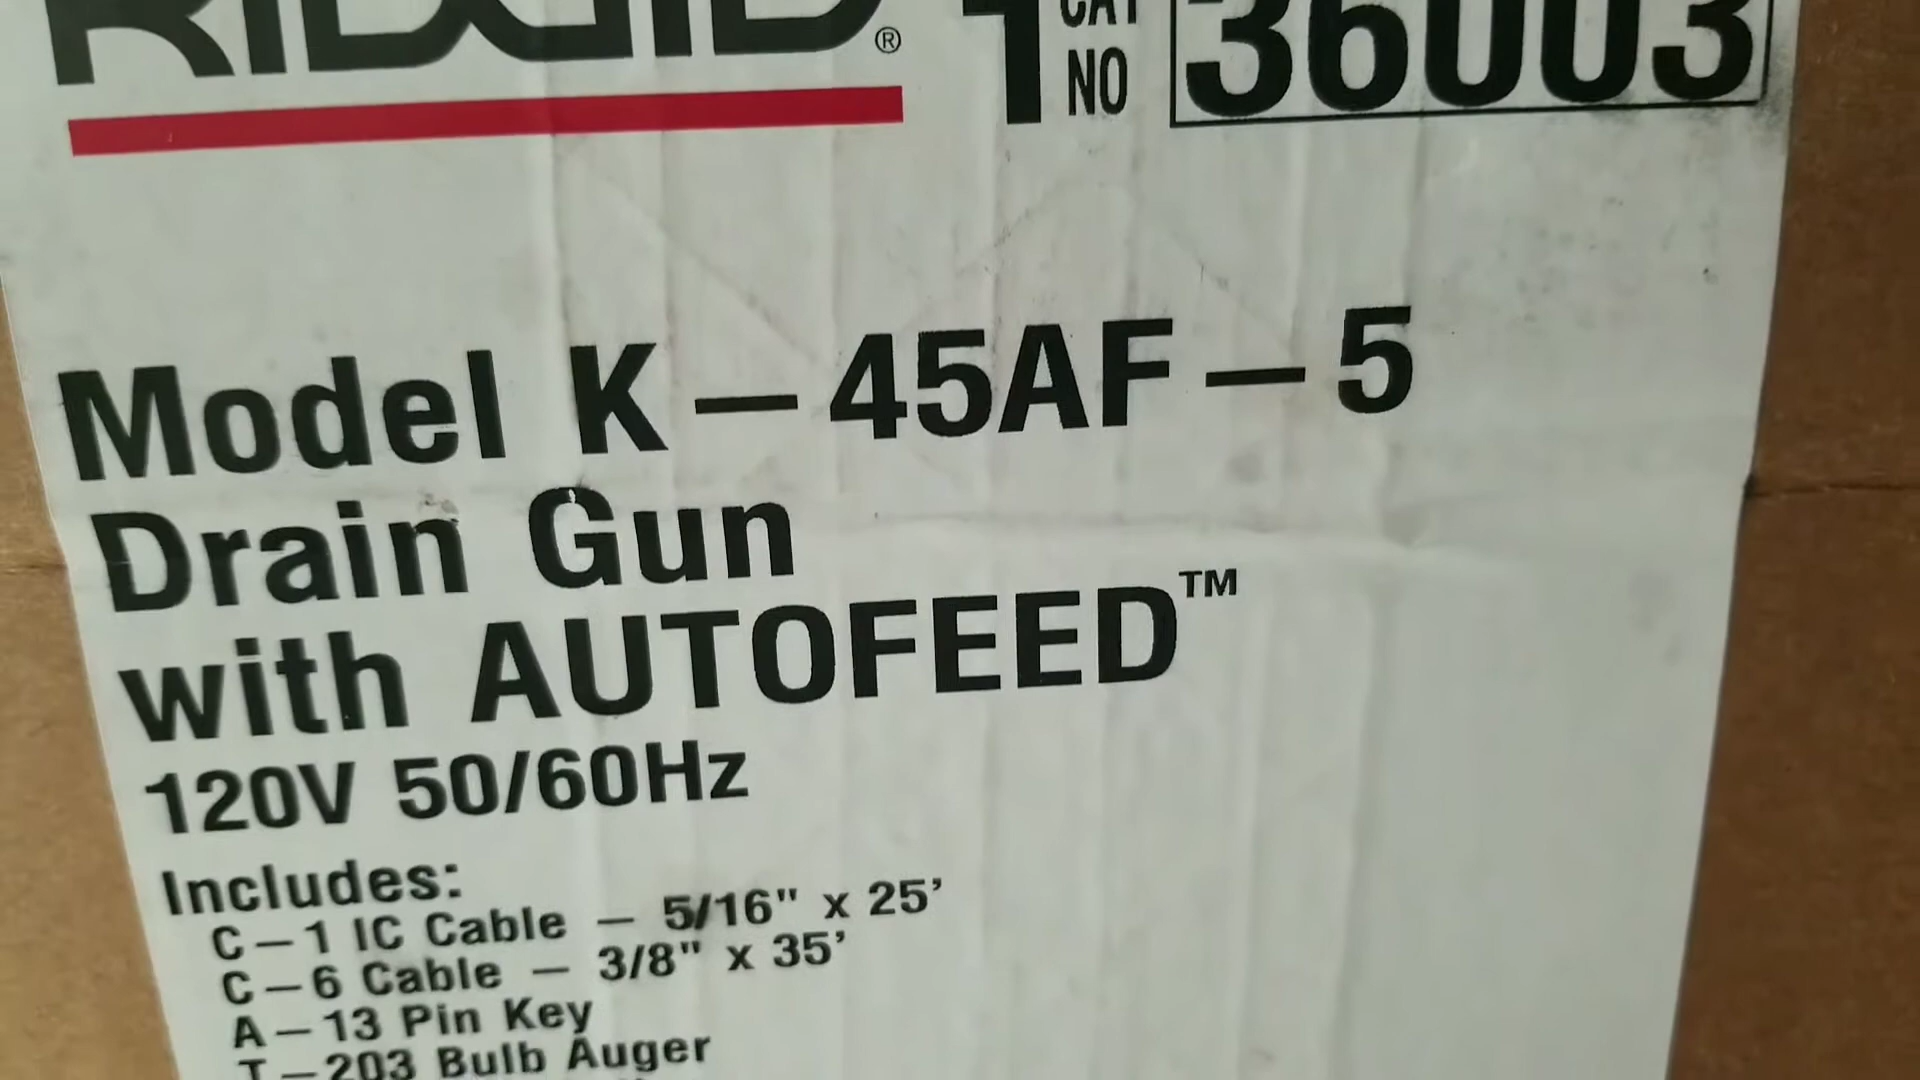 RIDGID®
1 CAT NO 36003
Model K-45AF-5
Drain Gun
with AUTOFEED™
120V 50/60Hz
Includes:
C-1 IC Cable - 5/16" x 25'
C-6 Cable - 3/8" x 35'
A-13 Pin Key
T-203 Bulb Auger